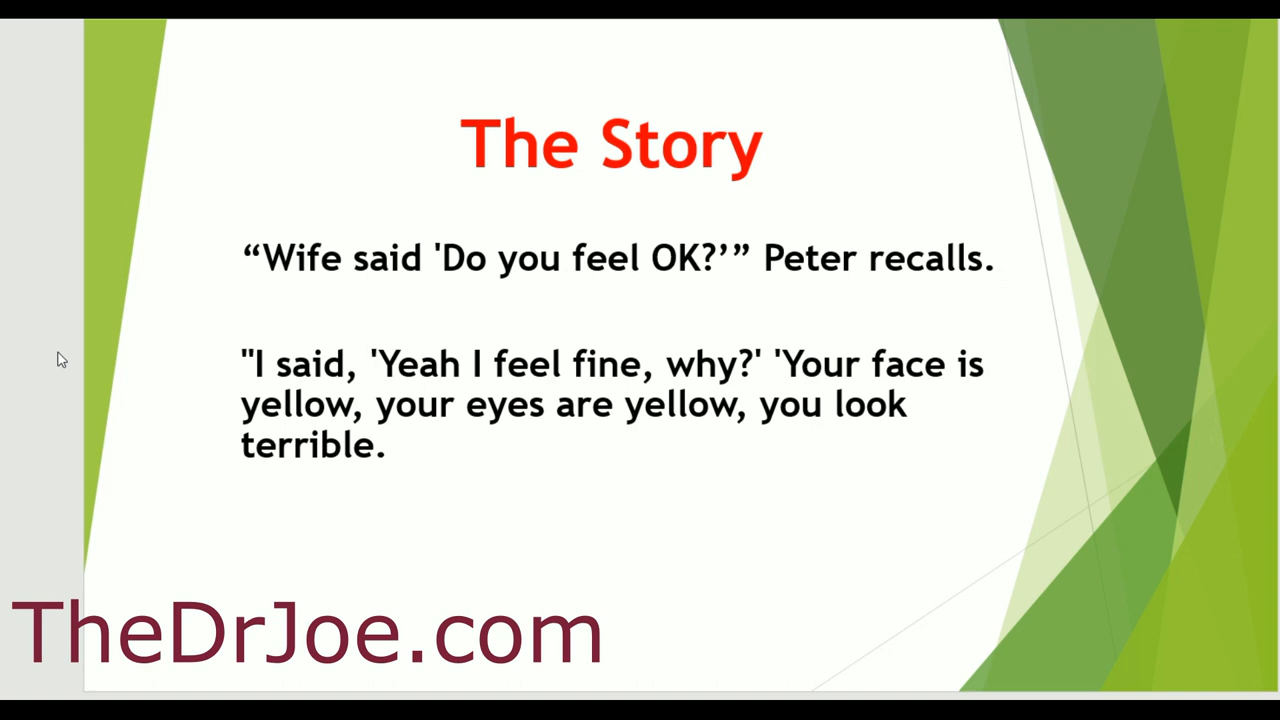 The Story
“Wife said 'Do you feel OK?’” Peter recalls.
"I said, 'Yeah I feel fine, why?' 'Your face is
yellow, your eyes are yellow, you look
terrible.
TheDrJoe.com